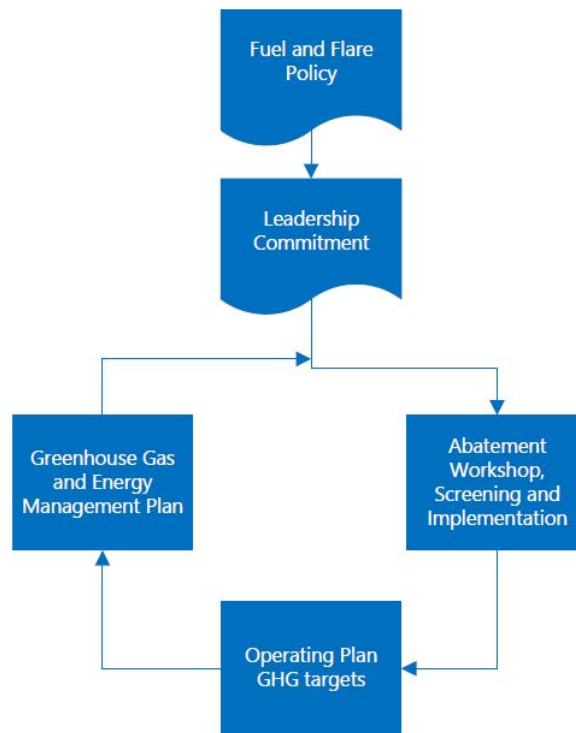 Fuel and Flare
Policy
Leadership
Commitment
Greenhouse Gas
and Energy
Management Plan
Abatement
Workshop,
Screening and
Implementation
Operating Plan
GHG targets